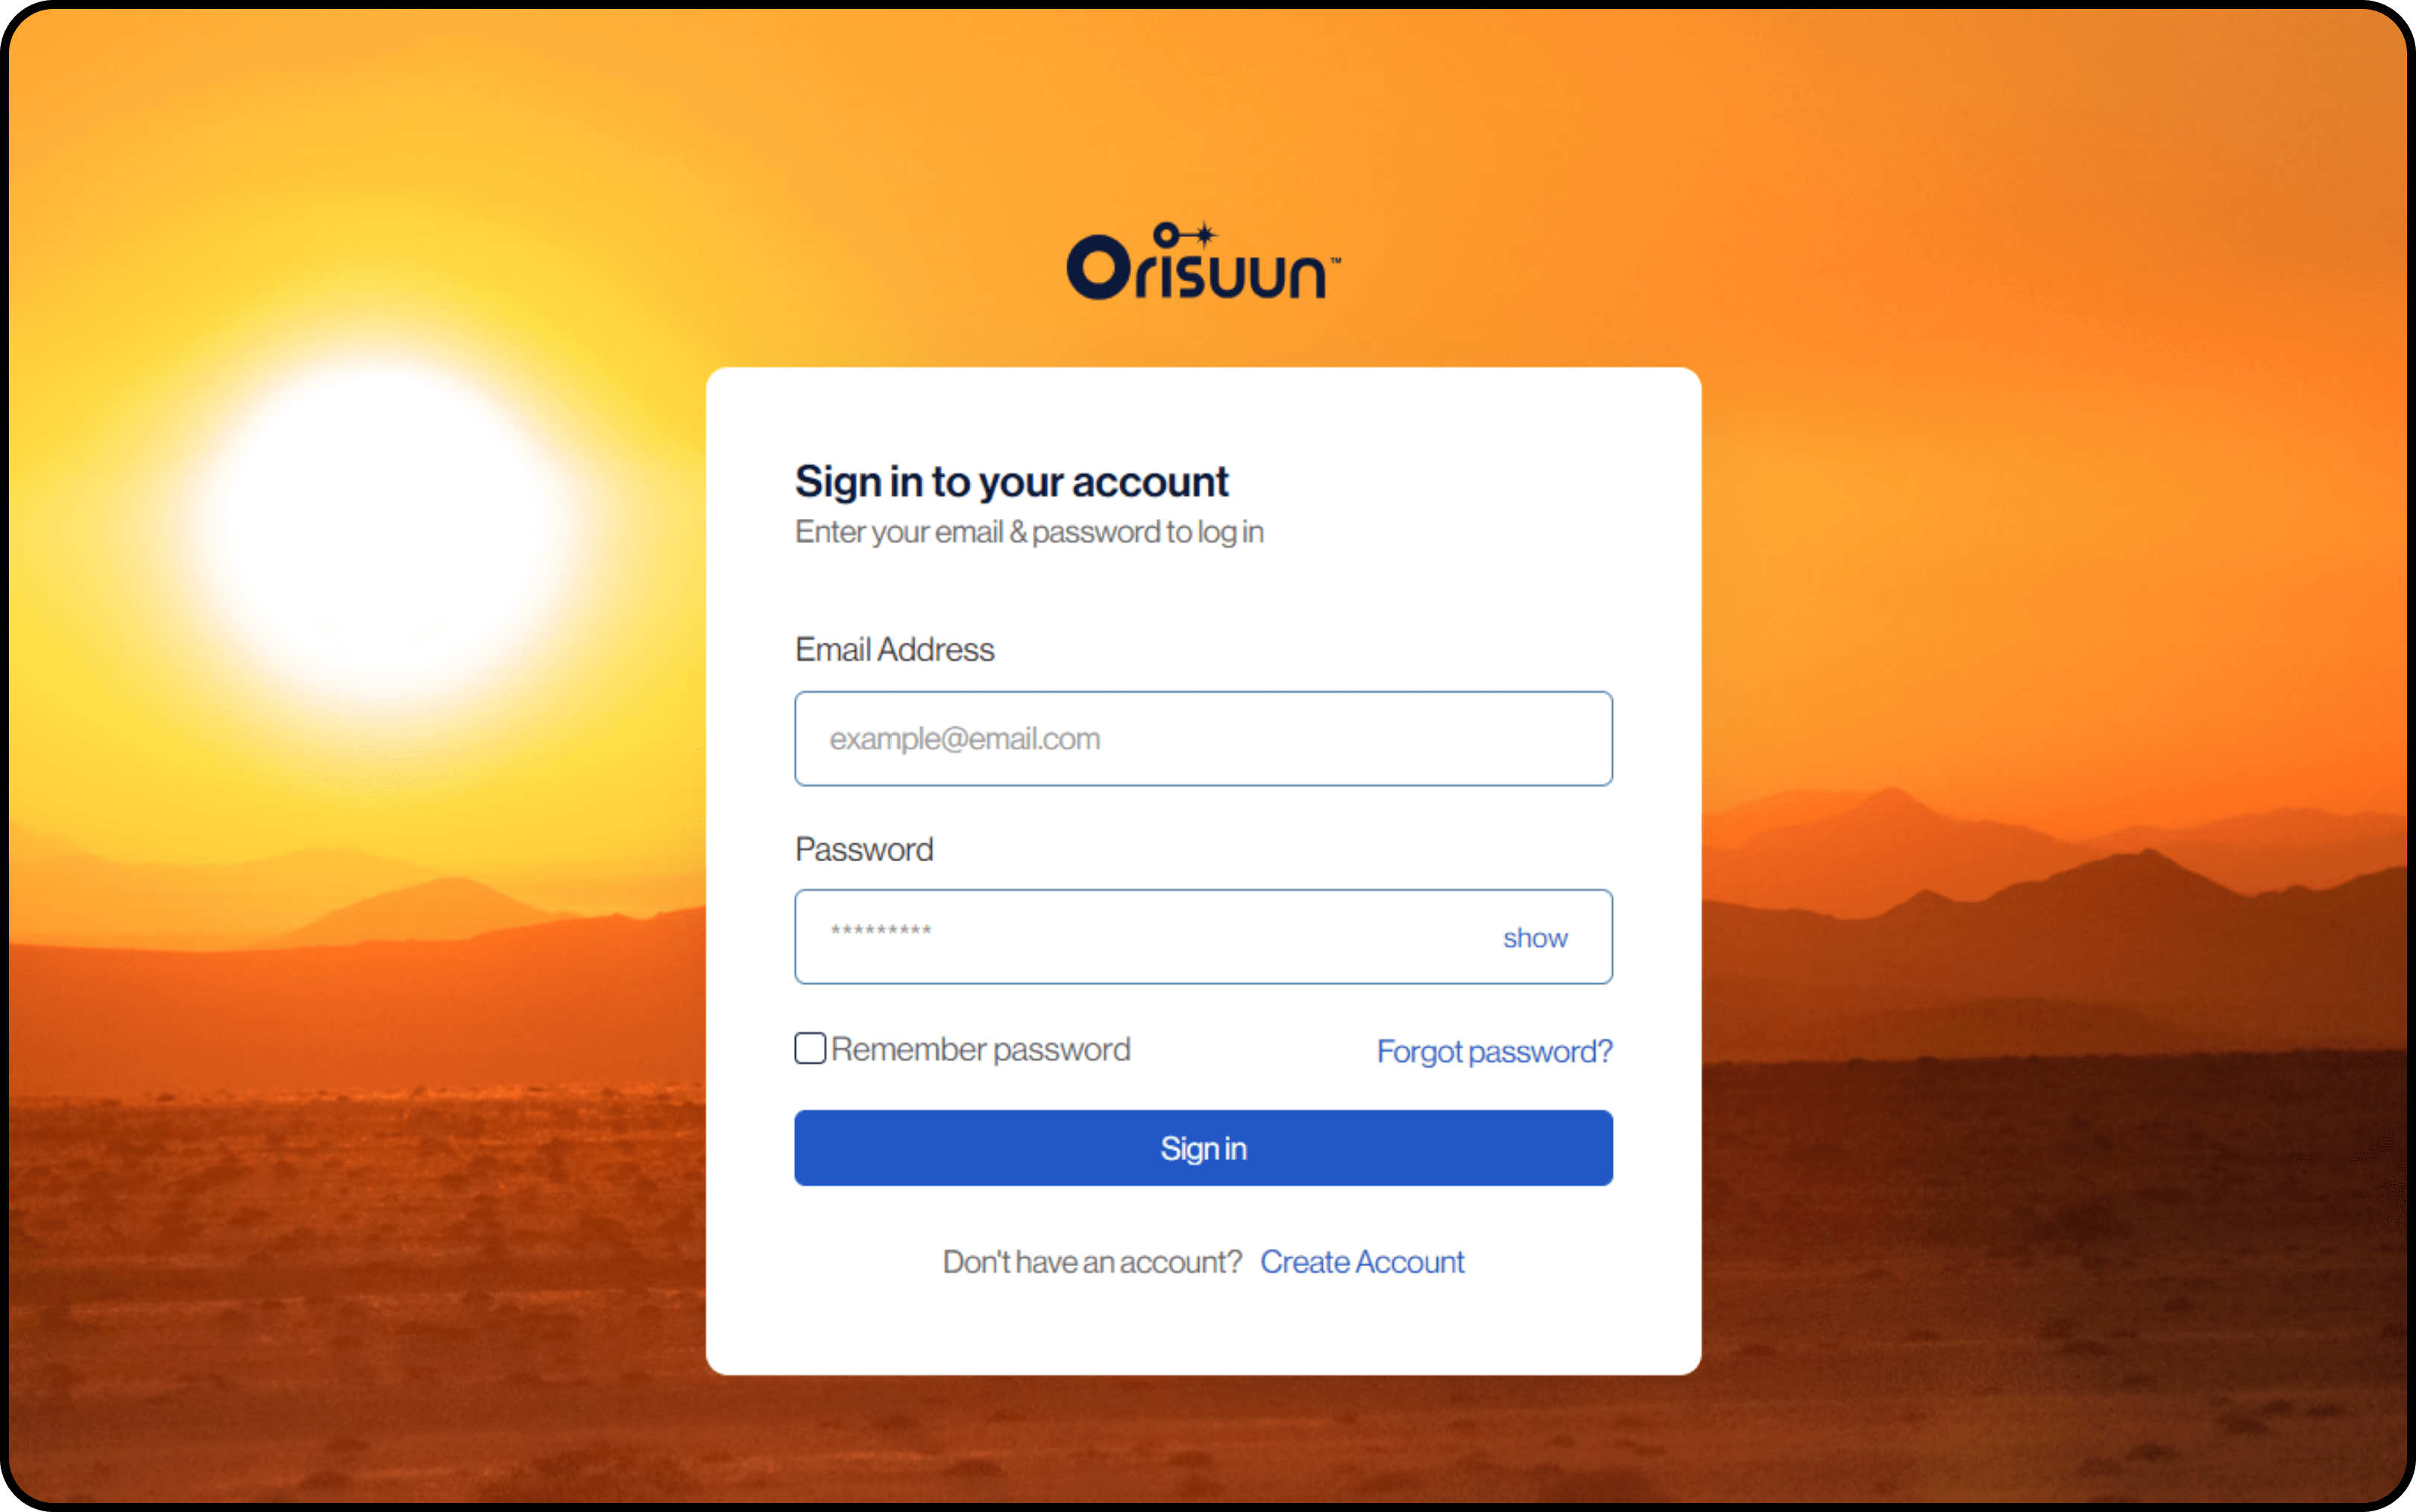 Orisuun™
Sign in to your account
Enter your email & password to log in
Email Address
example@email.com
Password
*********
show
Remember password
Forgot password?
Sign in
Don't have an account? Create Account